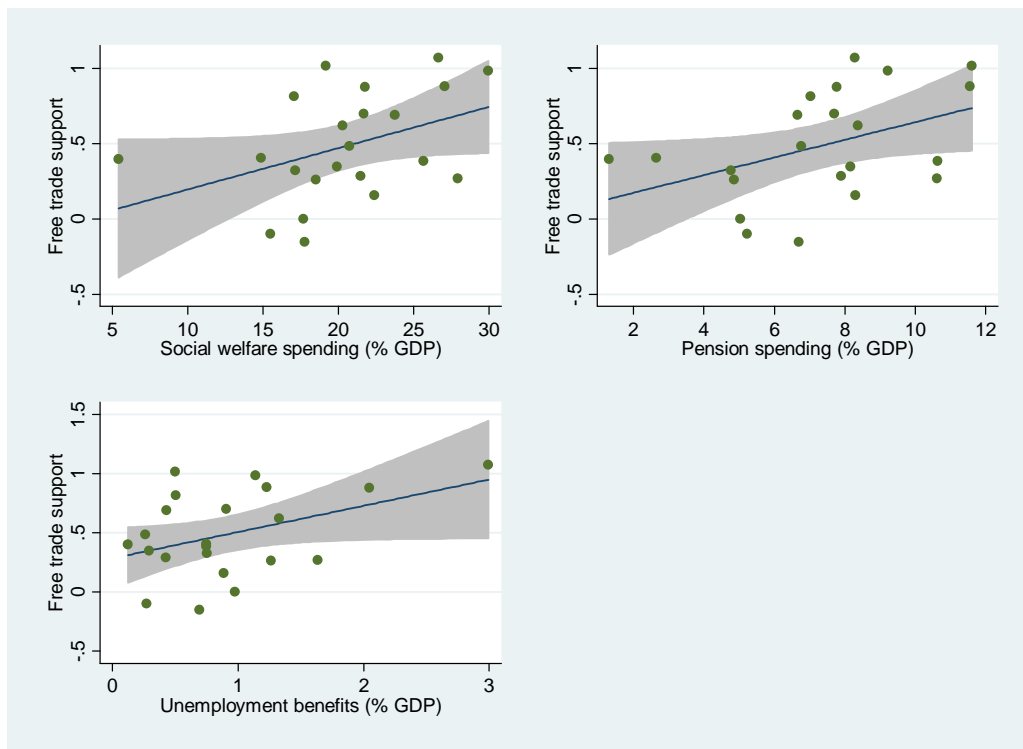 Free trade support
1
.5
0
-.5
5 10 15 20 25 30
Social welfare spending (% GDP)
Free trade support
1
.5
0
-.5
2 4 6 8 10 12
Pension spending (% GDP)
Free trade support
1.5
1
.5
0
-.5
0 1 2 3
Unemployment benefits (% GDP)